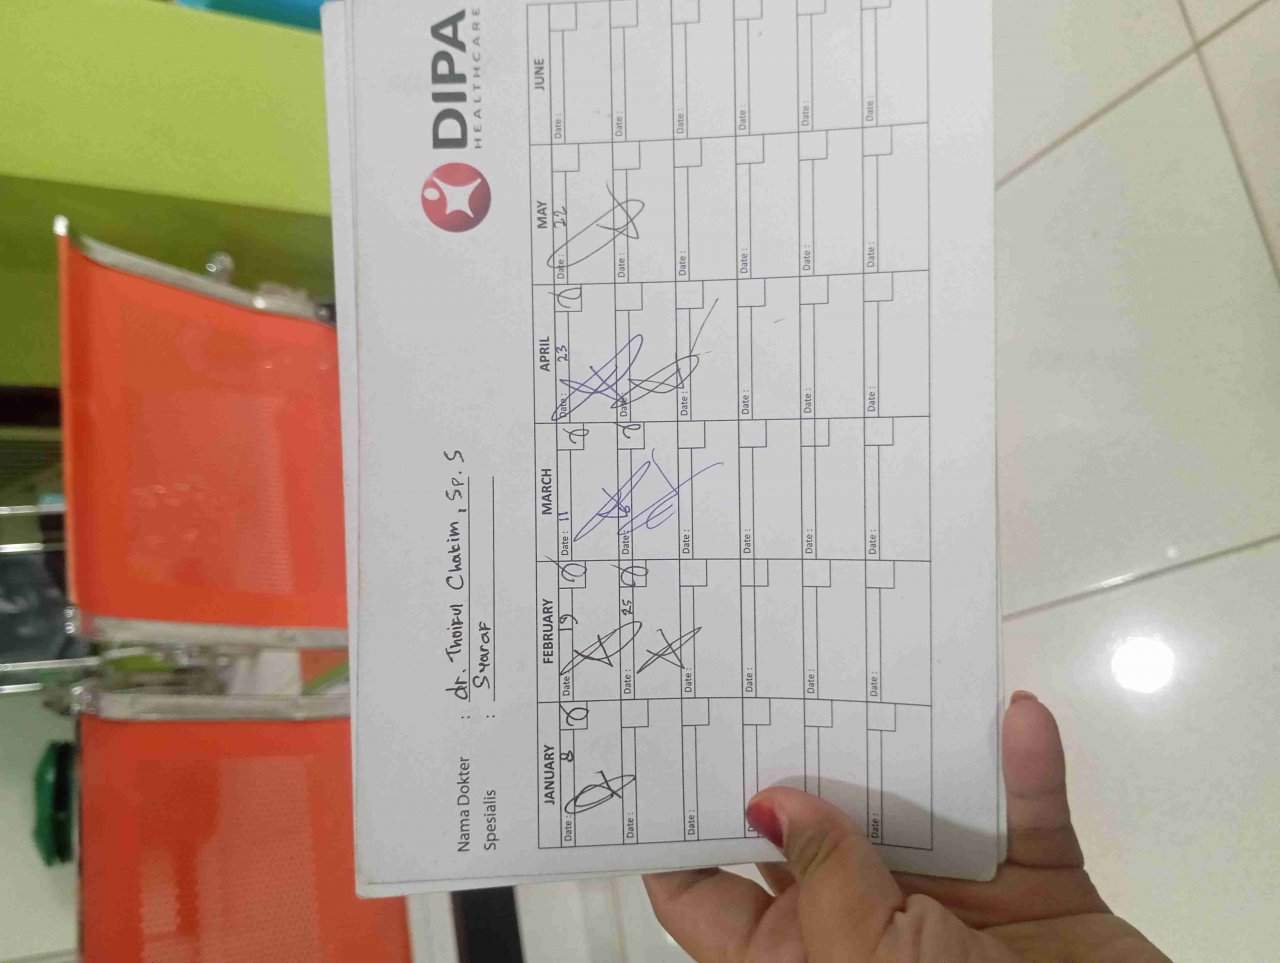 DIPA
HEALTHCARE
Nama Dokter : dr. Thoirul Chakim, Sp. S
Spesialis : Syaraf
JANUARY FEBRUARY MARCH APRIL MAY JUNE
Date : 8 Date : 19 Date : 11 Date : 23 Date : 22 Date :
Date : Date : 25 Date : Date : Date : Date :
Date : Date : Date : Date : Date : Date :
Date : Date : Date : Date : Date :
Date : Date : Date : Date : Date :
Date : Date : Date : Date : Date : Date :